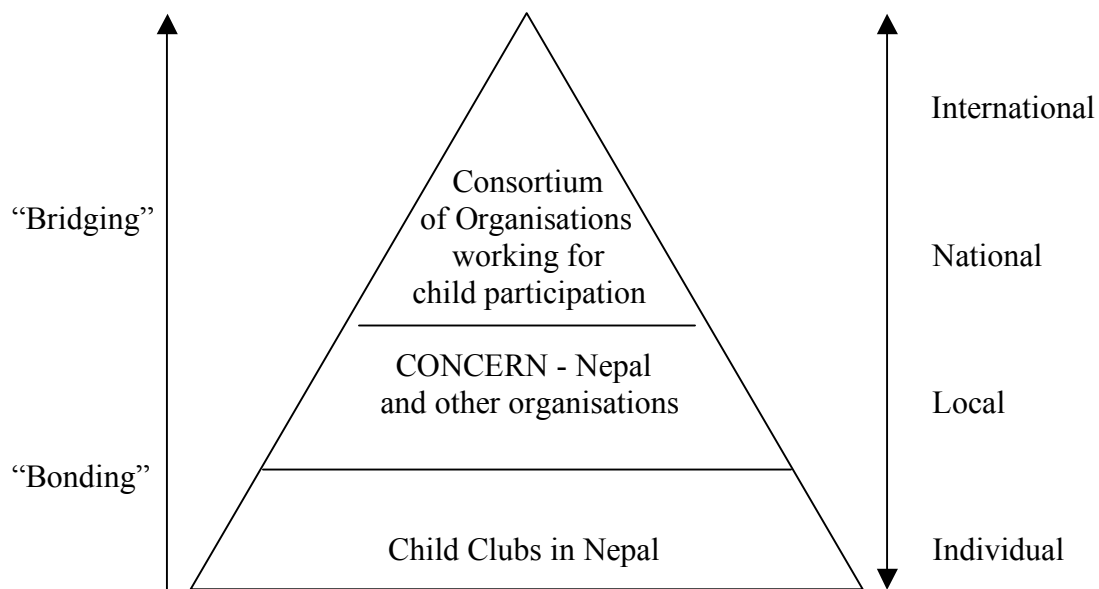 International
Consortium
“Bridging”
of Organisations
working for
National
child participation
CONCERN - Nepal
and other organisations
Local
“Bonding”
Child Clubs in Nepal
Individual